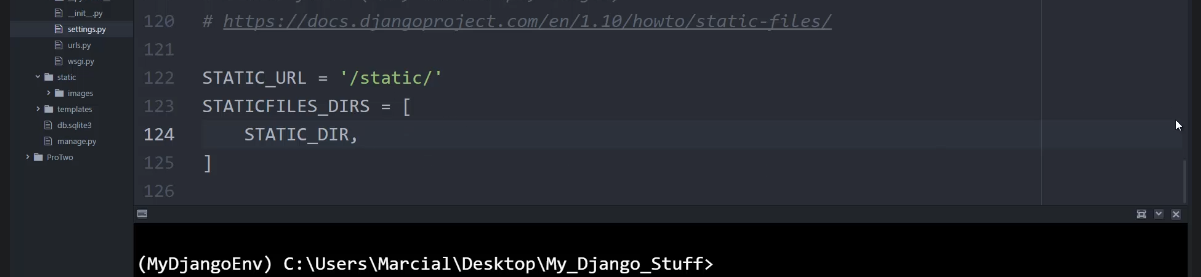 __init__.py
settings.py
urls.py
wsgi.py
static
images
templates
db.sqlite3
manage.py
ProTwo
120 # https://docs.djangoproject.com/en/1.10/howto/static-files/
121
122 STATIC_URL = '/static/'
123 STATICFILES_DIRS = [
124     STATIC_DIR,
125 ]
126
(MyDjangoEnv) C:\Users\Marcial\Desktop\My_Django_Stuff>